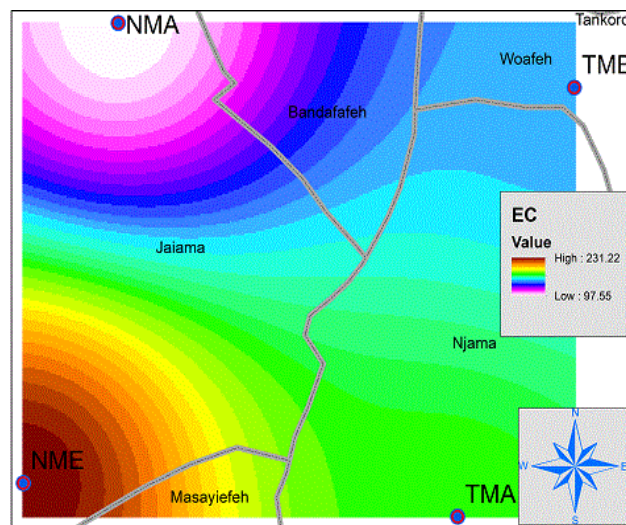 Tankoro
NMA
Woafeh
TME
Bandafafeh
EC
Value
High : 231.22
Low : 97.55
Jaiama
Njama
N
W
E
S
NME
Masayiefeh
TMA